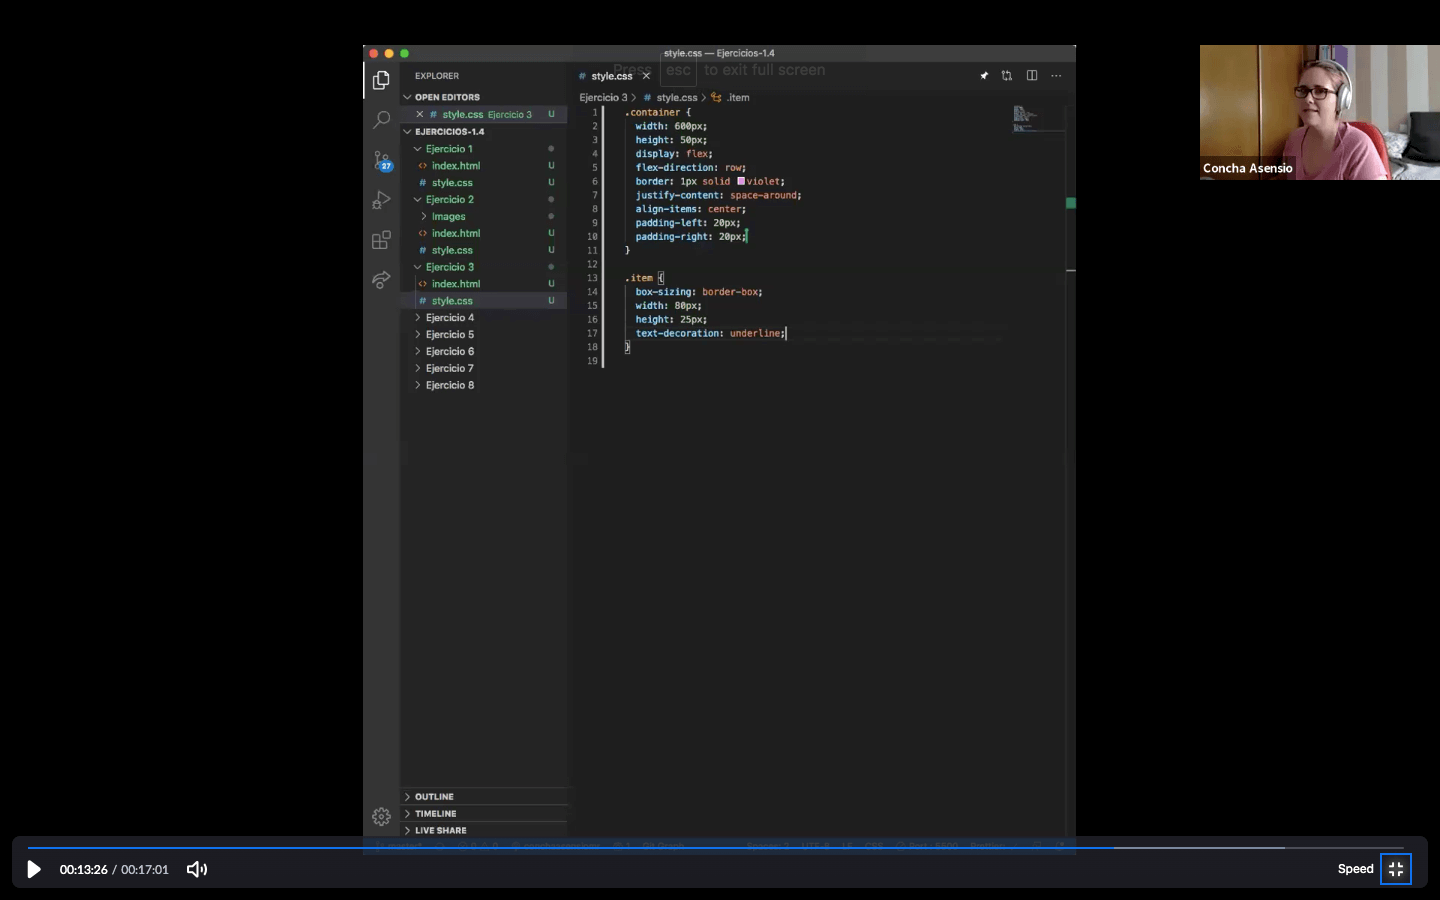 style.css — Ejercicios-1.4
Press esc to exit full screen
EXPLORER
# style.css
OPEN EDITORS
style.css Ejercicio 3 U
EJERCICIOS-1.4
Ejercicio 1
<> index.html U
# style.css U
Ejercicio 2
Images
<> index.html U
# style.css U
Ejercicio 3
<> index.html U
# style.css U
Ejercicio 4
Ejercicio 5
Ejercicio 6
Ejercicio 7
Ejercicio 8
27
OUTLINE
TIMELINE
LIVE SHARE
Ejercicio 3 > # style.css > .item
1 .container {
2 width: 600px;
3 height: 50px;
4 display: flex;
5 flex-direction: row;
6 border: 1px solid violet;
7 justify-content: space-around;
8 align-items: center;
9 padding-left: 20px;
10 padding-right: 20px;
11 }
12
13 .item {
14 box-sizing: border-box;
15 width: 80px;
16 height: 25px;
17 text-decoration: underline;
18 }
19
Concha Asensio
00:13:26 / 00:17:01
Speed